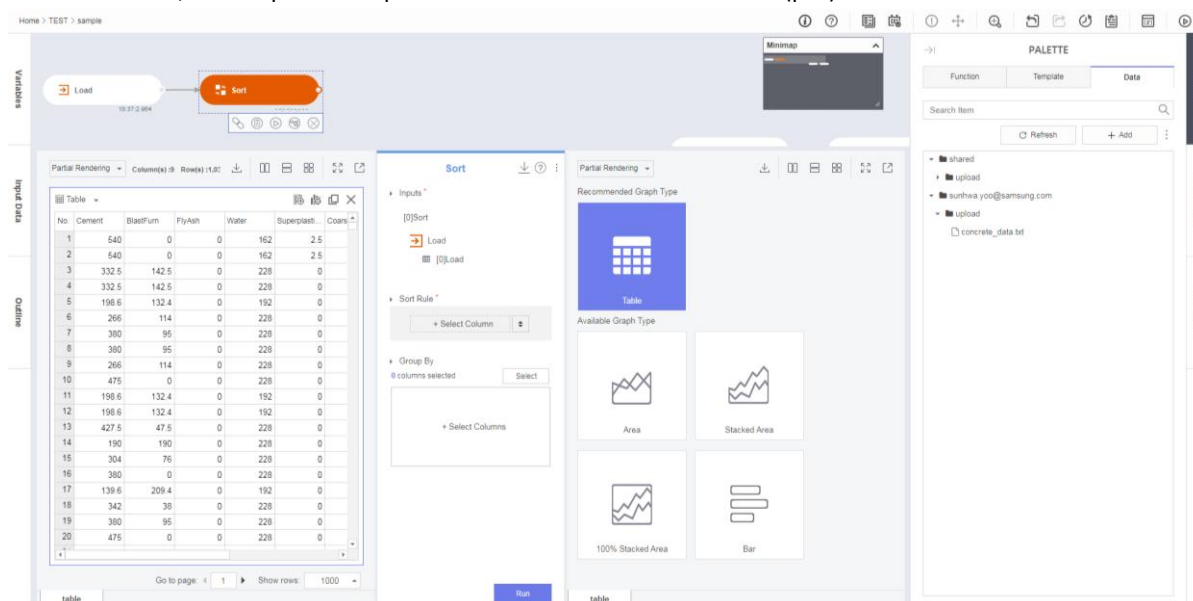 Home > TEST > sample
Variables
Input Data
Outline
Load
Sort
Minimap
PALETTE
Function
Template
Data
Search Item
Refresh
+ Add
shared
upload
sunhwa.yoo@samsung.com
upload
concrete_data.txt
Partial Rendering
Column(s) :9 Row(s) :1,0
Table
No. Cement BlastFurn FlyAsh Water Superplasti... Coars
1 540 0 0 162 2.5
2 540 0 0 162 2.5
3 332.5 142.5 0 228 0
4 332.5 142.5 0 228 0
5 198.6 132.4 0 192 0
6 266 114 0 228 0
7 380 95 0 228 0
8 380 95 0 228 0
9 266 114 0 228 0
10 475 0 0 228 0
11 198.6 132.4 0 192 0
12 198.6 132.4 0 192 0
13 427.5 47.5 0 228 0
14 190 190 0 228 0
15 304 76 0 228 0
16 380 0 0 228 0
17 139.6 209.4 0 192 0
18 342 38 0 228 0
19 380 95 0 228 0
20 475 0 0 228 0
Go to page: 1 Show rows: 1000
table
Sort
Inputs *
[0]Sort
Load
[0]Load
Sort Rule *
+ Select Column
Group By
0 columns selected
Select
+ Select Columns
Run
Partial Rendering
Recommended Graph Type
Table
Available Graph Type
Area
Stacked Area
100% Stacked Area
Bar
table